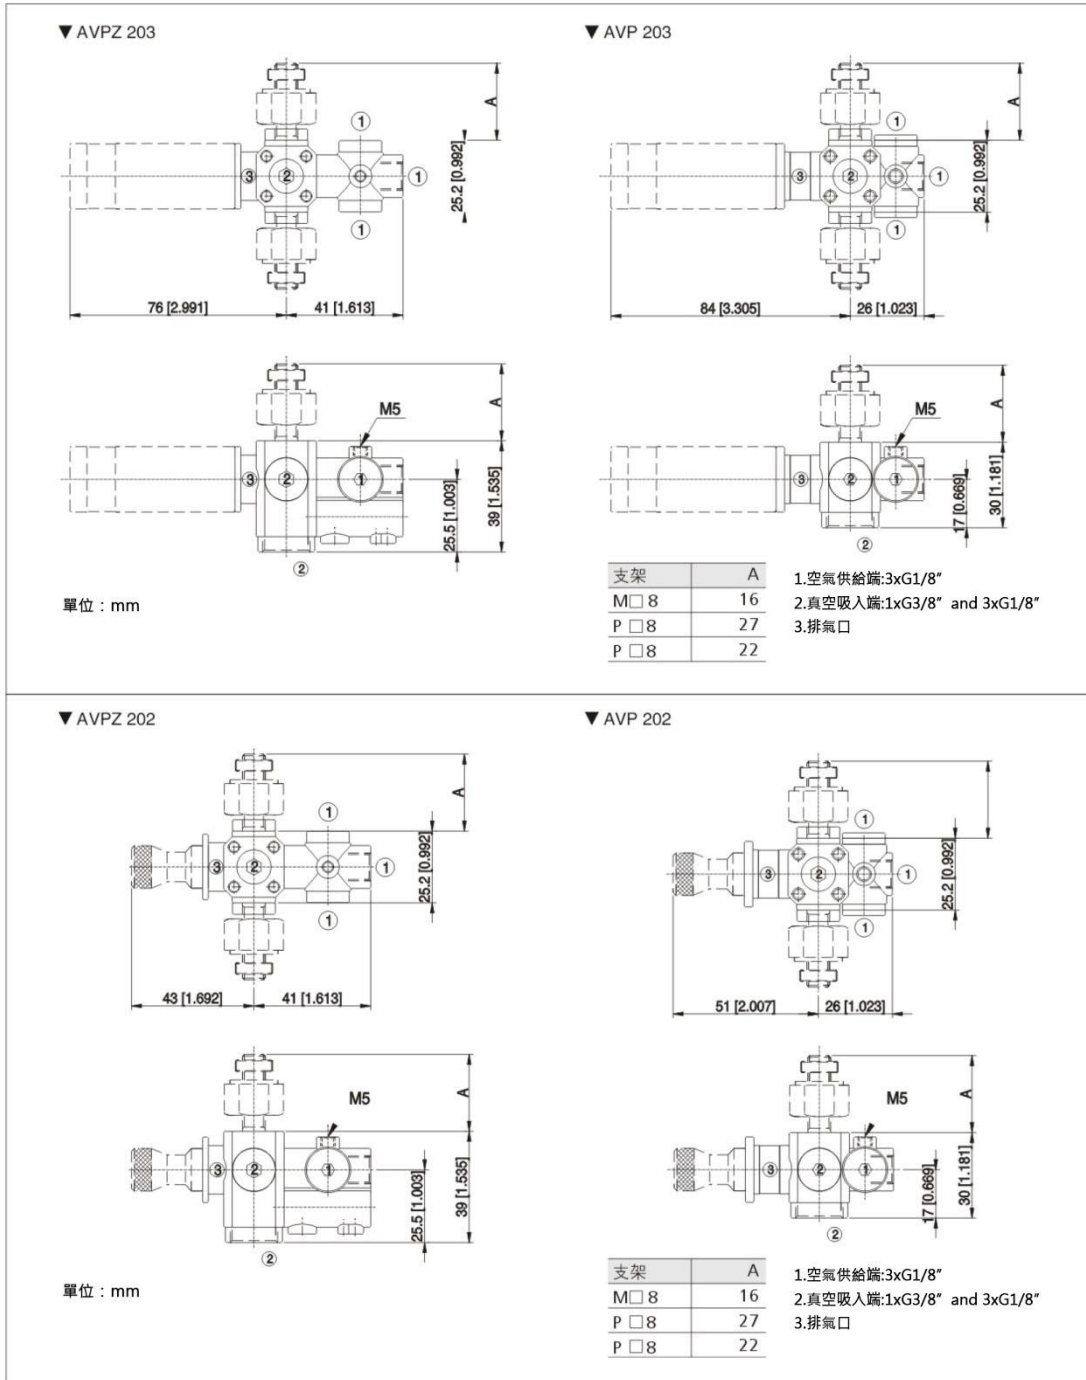 ▼ AVPZ 203
A
①
25.2 [0.992]
③ ② ①
①
76 [2.991] 41 [1.613]
A
M5
③ ② ①
25.5 [1.003]
39 [1.535]
②
單位：mm
▼ AVP 203
A
①
25.2 [0.992]
③ ② ①
①
84 [3.305] 26 [1.023]
A
M5
③ ② ①
17 [0.669]
30 [1.181]
②
支架 A
M□ 8 16
P □ 8 27
P □ 8 22
1.空氣供給端:3xG1/8”
2.真空吸入端:1xG3/8” and 3xG1/8”
3.排氣口
▼ AVPZ 202
A
①
25.2 [0.992]
③ ② ①
①
43 [1.692] 41 [1.613]
A
M5
③ ② ①
25.5 [1.003]
39 [1.535]
②
單位：mm
▼ AVP 202
①
25.2 [0.992]
③ ② ①
①
51 [2.007] 26 [1.023]
A
M5
③ ② ①
17 [0.669]
30 [1.181]
②
支架 A
M□ 8 16
P □ 8 27
P □ 8 22
1.空氣供給端:3xG1/8”
2.真空吸入端:1xG3/8” and 3xG1/8”
3.排氣口